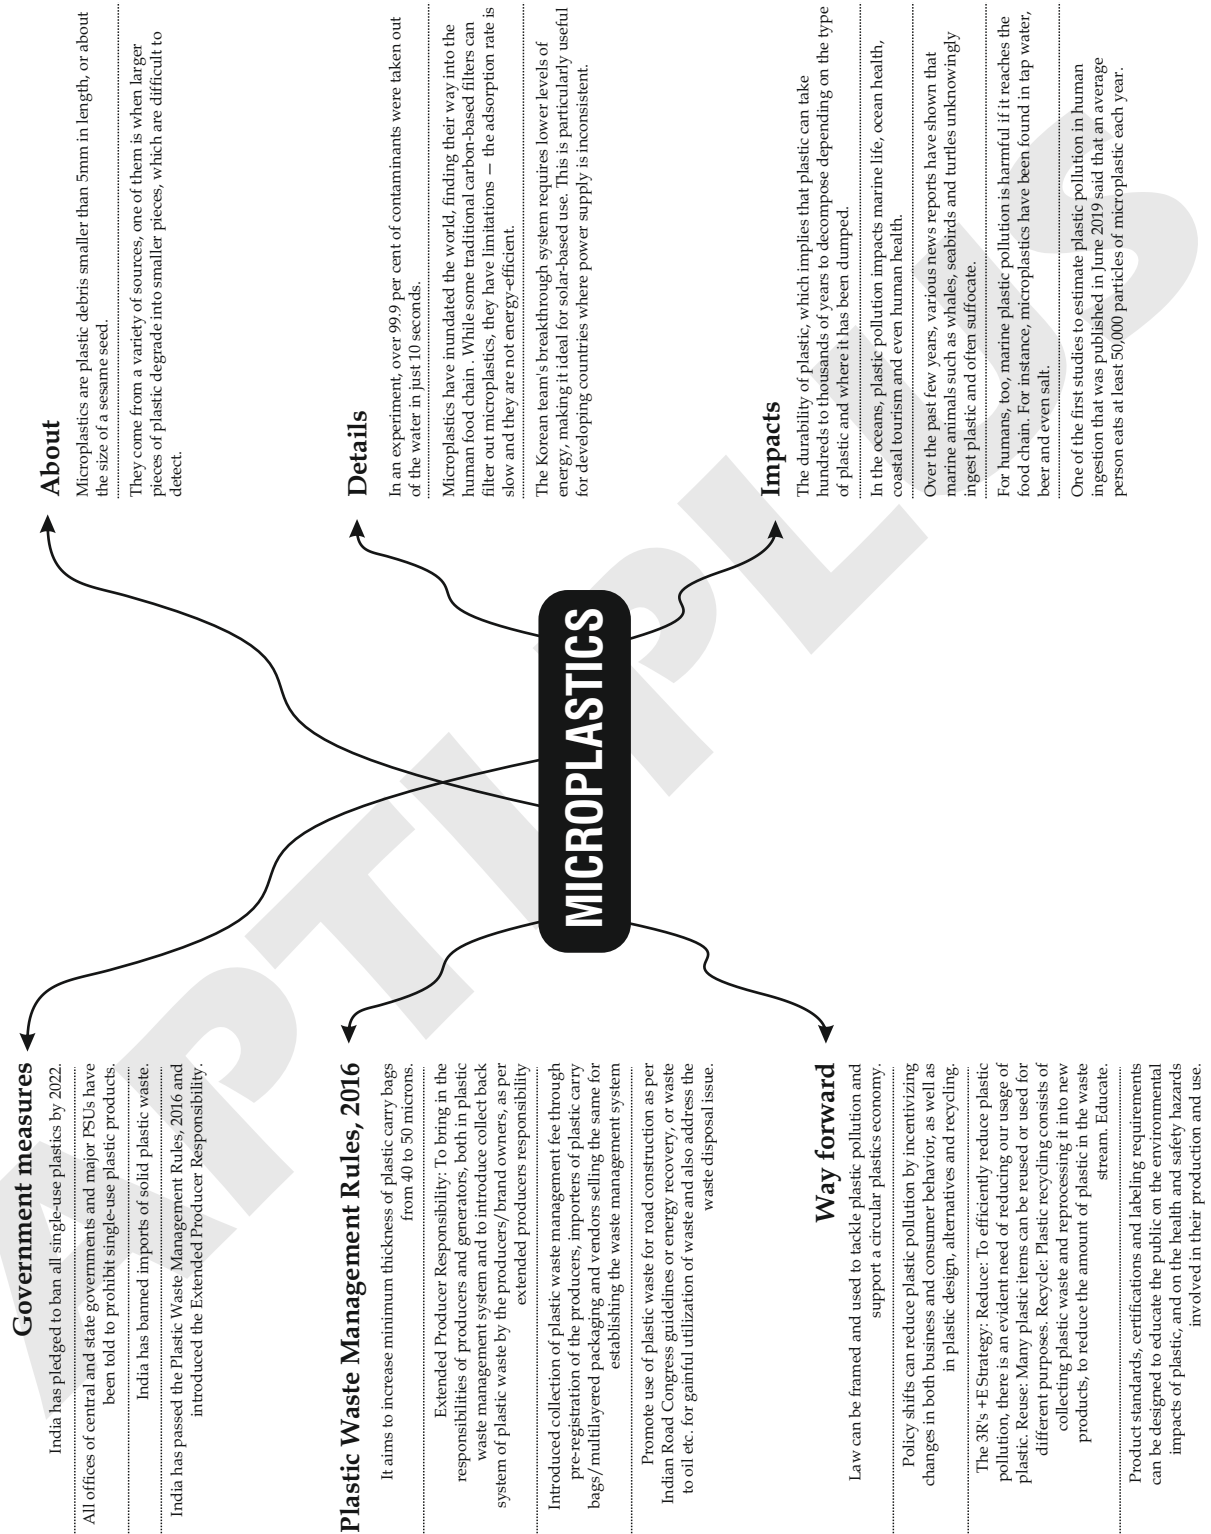 MICROPLASTICS
Government measures
India has pledged to ban all single-use plastics by 2022.
All offices of central and state governments and major PSUs have
been told to prohibit single-use plastic products.
India has banned imports of solid plastic waste.
India has passed the Plastic Waste Management Rules, 2016 and
introduced the Extended Producer Responsibility.
Plastic Waste Management Rules, 2016
It aims to increase minimum thickness of plastic carry bags
from 40 to 50 microns.
Extended Producer Responsibility: To bring in the
responsibilities of producers and generators, both in plastic
waste management system and to introduce collect back
system of plastic waste by the producers/brand owners, as per
extended producers responsibility
Introduced collection of plastic waste management fee through
pre-registration of the producers, importers of plastic carry
bags/multilayered packaging and vendors selling the same for
establishing the waste management system
Promote use of plastic waste for road construction as per
Indian Road Congress guidelines or energy recovery, or waste
to oil etc. for gainful utilization of waste and also address the
waste disposal issue.
Way forward
Law can be framed and used to tackle plastic pollution and
support a circular plastics economy.
Policy shifts can reduce plastic pollution by incentivizing
changes in both business and consumer behavior, as well as
in plastic design, alternatives and recycling.
The 3R's +E Strategy: Reduce: To efficiently reduce plastic
pollution, there is an evident need of reducing our usage of
plastic. Reuse: Many plastic items can be reused or used for
different purposes. Recycle: Plastic recycling consists of
collecting plastic waste and reprocessing it into new
products, to reduce the amount of plastic in the waste
stream. Educate.
Product standards, certifications and labeling requirements
can be designed to educate the public on the environmental
impacts of plastic, and on the health and safety hazards
involved in their production and use.
About
Microplastics are plastic debris smaller than 5mm in length, or about
the size of a sesame seed.
They come from a variety of sources, one of them is when larger
pieces of plastic degrade into smaller pieces, which are difficult to
detect.
Details
In an experiment, over 99.9 per cent of contaminants were taken out
of the water in just 10 seconds.
Microplastics have inundated the world, finding their way into the
human food chain . While some traditional carbon-based filters can
filter out microplastics, they have limitations — the adsorption rate is
slow and they are not energy-efficient.
The Korean team's breakthrough system requires lower levels of
energy, making it ideal for solar-based use. This is particularly useful
for developing countries where power supply is inconsistent.
Impacts
The durability of plastic, which implies that plastic can take
hundreds to thousands of years to decompose depending on the type
of plastic and where it has been dumped.
In the oceans, plastic pollution impacts marine life, ocean health,
coastal tourism and even human health.
Over the past few years, various news reports have shown that
marine animals such as whales, seabirds and turtles unknowingly
ingest plastic and often suffocate.
For humans, too, marine plastic pollution is harmful if it reaches the
food chain. For instance, microplastics have been found in tap water,
beer and even salt.
One of the first studies to estimate plastic pollution in human
ingestion that was published in June 2019 said that an average
person eats at least 50,000 particles of microplastic each year.
APTI PLUS